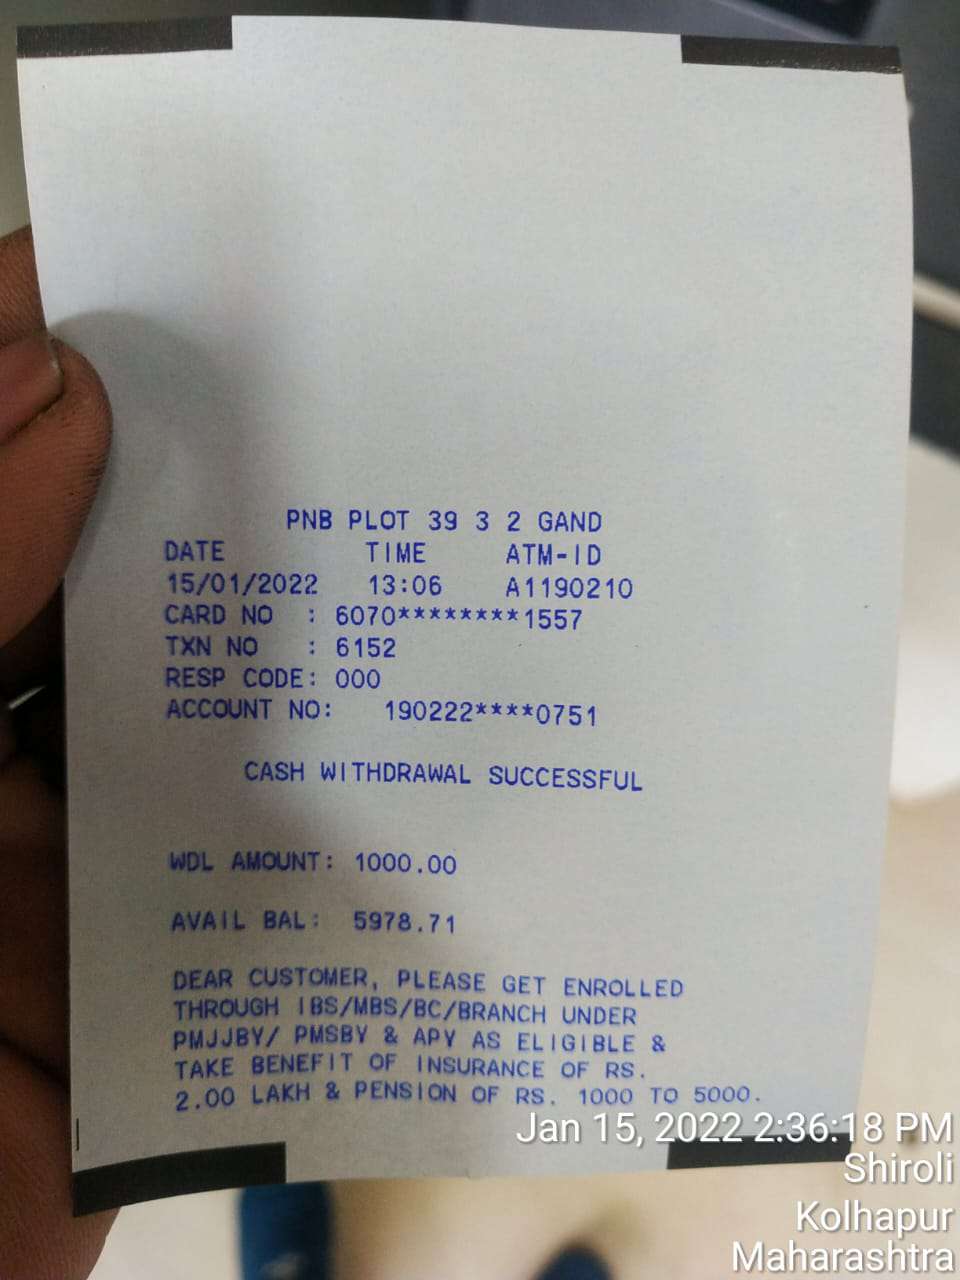 PNB PLOT 39 3 2 GAND
DATE TIME ATM-ID
15/01/2022 13:06 A1190210
CARD NO : 6070********1557
TXN NO : 6152
RESP CODE: 000
ACCOUNT NO: 190222****0751
CASH WITHDRAWAL SUCCESSFUL
WDL AMOUNT: 1000.00
AVAIL BAL: 5978.71
DEAR CUSTOMER, PLEASE GET ENROLLED
THROUGH IBS/MBS/BC/BRANCH UNDER
PMJJBY/ PMSBY & APY AS ELIGIBLE &
TAKE BENEFIT OF INSURANCE OF RS.
2.00 LAKH & PENSION OF RS. 1000 TO 5000.
Jan 15, 2022 2:36:18 PM
Shiroli
Kolhapur
Maharashtra